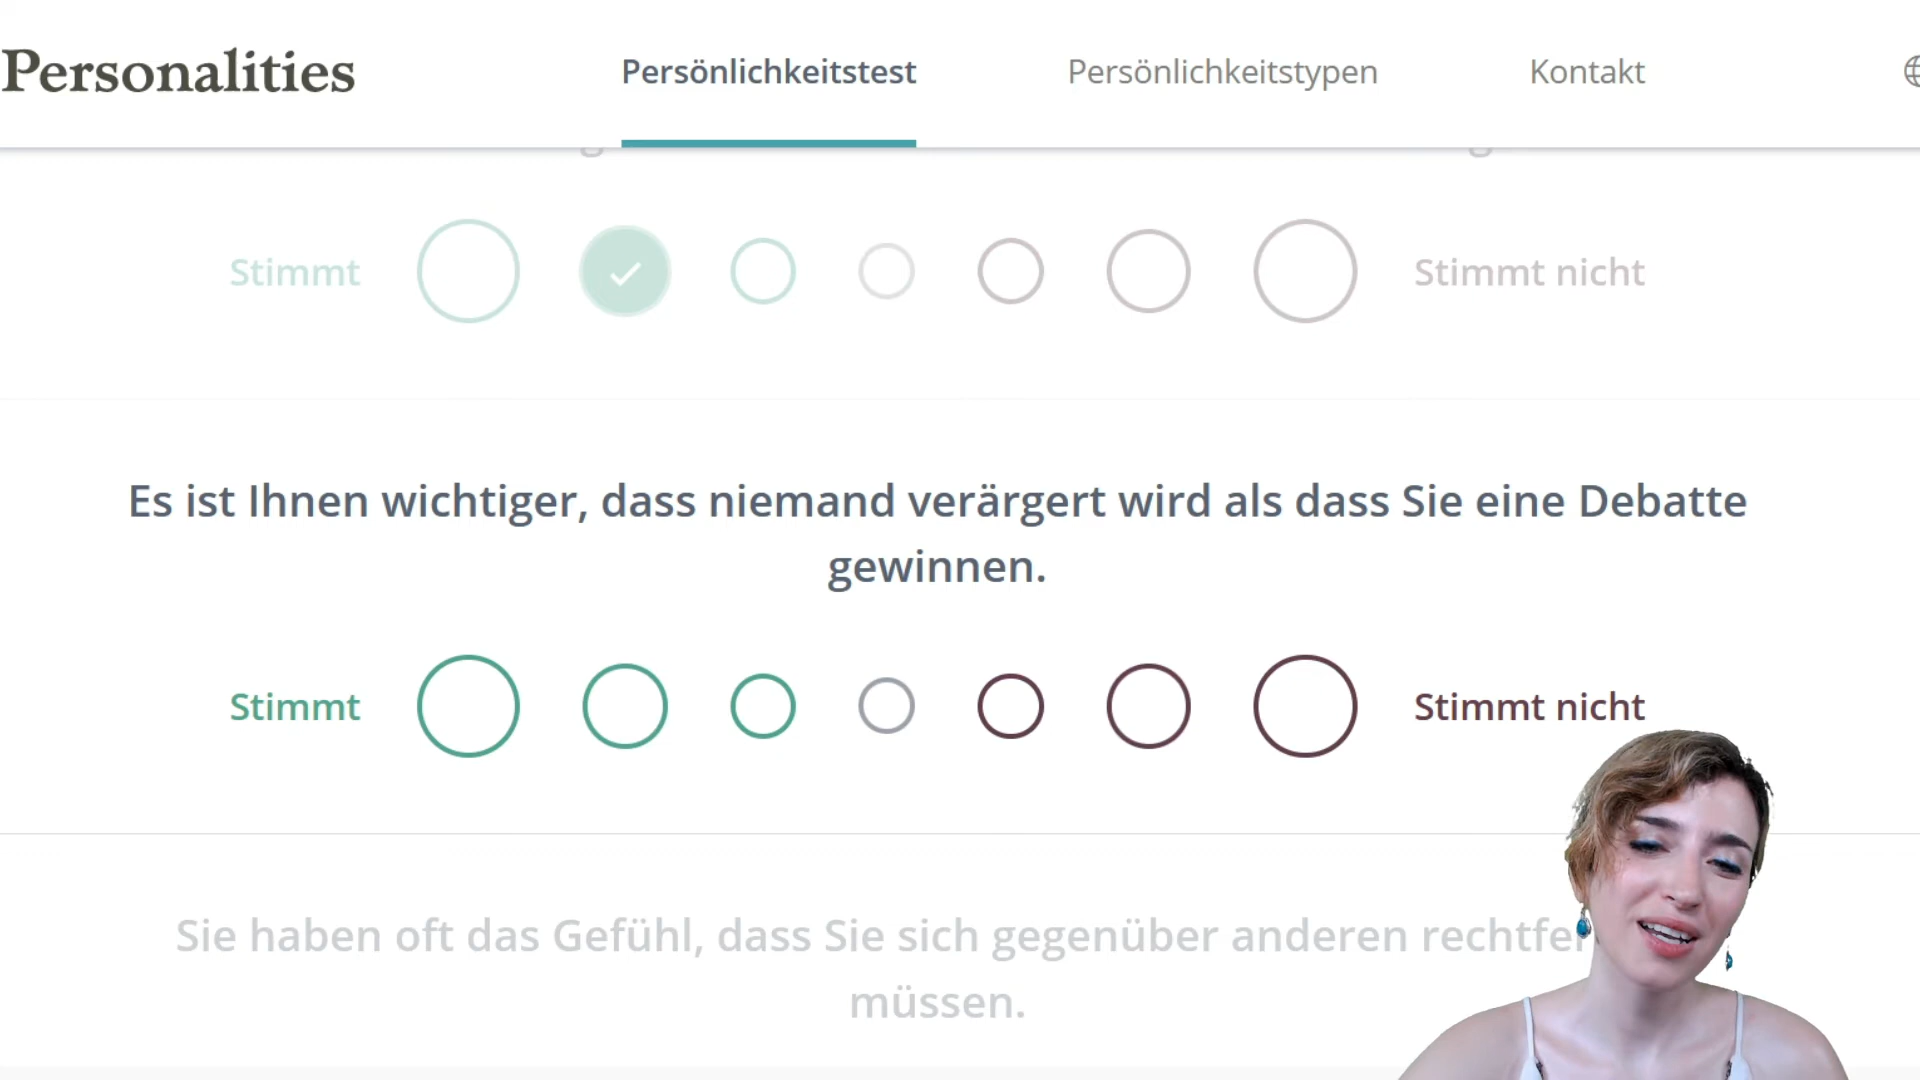 Personalities
Persönlichkeitstest
Persönlichkeitstypen
Kontakt
Stimmt
Stimmt nicht
Es ist Ihnen wichtiger, dass niemand verärgert wird als dass Sie eine Debatte
gewinnen.
Stimmt
Stimmt nicht
Sie haben oft das Gefühl, dass Sie sich gegenüber anderen
müssen.